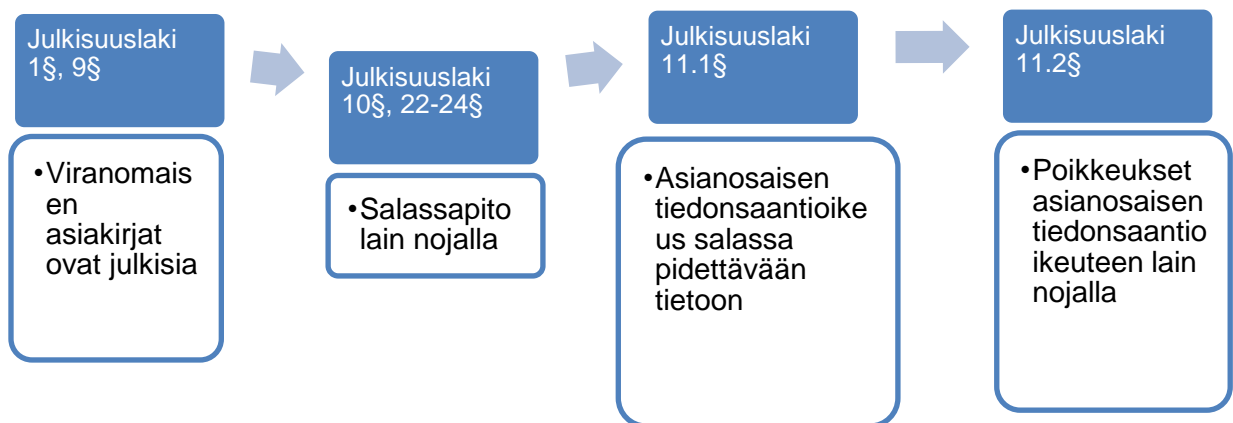 Julkisuuslaki
1§, 9§
•Viranomais
en
asiakirjat
ovat julkisia
Julkisuuslaki
10§, 22-24§
•Salassapito
lain nojalla
Julkisuuslaki
11.1§
•Asianosaisen
tiedonsaantioike
us salassa
pidettävään
tietoon
Julkisuuslaki
11.2§
•Poikkeukset
asianosaisen
tiedonsaantio
ikeuteen lain
nojalla